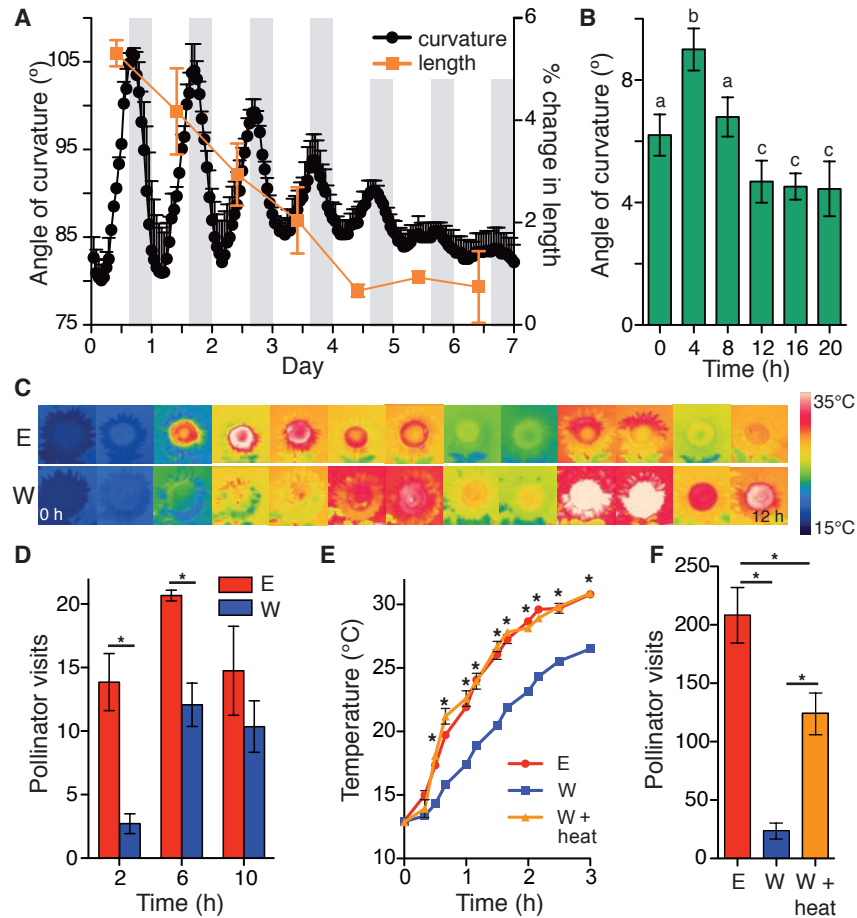 A
Angle of curvature (º)
105
95
85
75
curvature
length
6
4
2
0
% change in length
0 1 2 3 4 5 6 7
Day
B
Angle of curvature (º)
8
4
0
a b a c c c
0 4 8 12 16 20
Time (h)
C
E
W
0 h
12 h
35°C
15°C
D
Pollinator visits
20
15
10
5
0
* *
E
W
2 6 10
Time (h)
E
Temperature (°C)
30
20
10
* * * * * * * * *
E
W
W +
heat
0 1 2 3
Time (h)
F
Pollinator visits
250
200
150
100
50
0
*
*
*
E W W +
heat